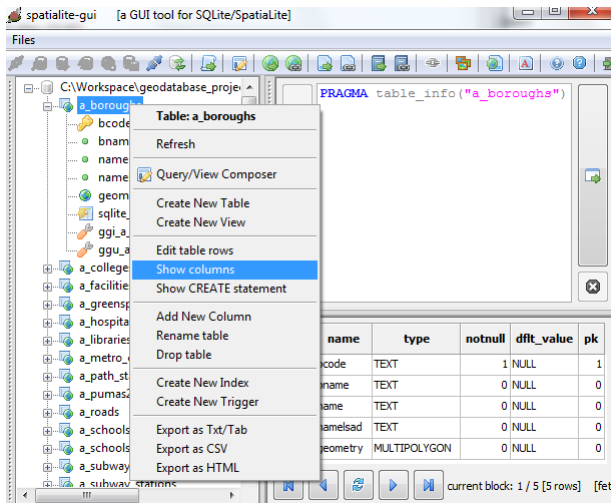 spatialite-gui [a GUI tool for SQLite/SpatiaLite]
Files
C:\Workspace\geodatabase_proje
a_boroughs
bcode
bname
name
name
geom
sqlite_
ggi_a
ggu_a
a_college
a_facilitie
a_greensp
a_hospita
a_libraries
a_metro_
a_path_st
a_pumas2
a_roads
a_schools
a_schools
a_subway
a_subway_stations
Table: a_boroughs
Refresh
Query/View Composer
Create New Table
Create New View
Edit table rows
Show columns
Show CREATE statement
Add New Column
Rename table
Drop table
Create New Index
Create New Trigger
Export as Txt/Tab
Export as CSV
Export as HTML
PRAGMA table_info("a_boroughs")
name type notnull dflt_value pk
bcode TEXT 1 NULL 1
bname TEXT 0 NULL 0
name TEXT 0 NULL 0
namelsad TEXT 0 NULL 0
geometry MULTIPOLYGON 0 NULL 0
current block: 1 / 5 [5 rows] [fet